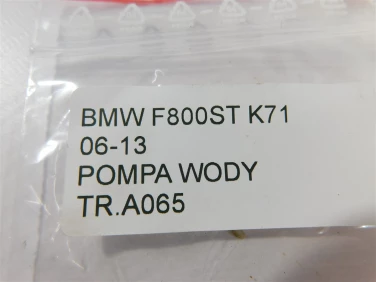 BMW F800ST K71
06-13
POMPA WODY
TR.A065